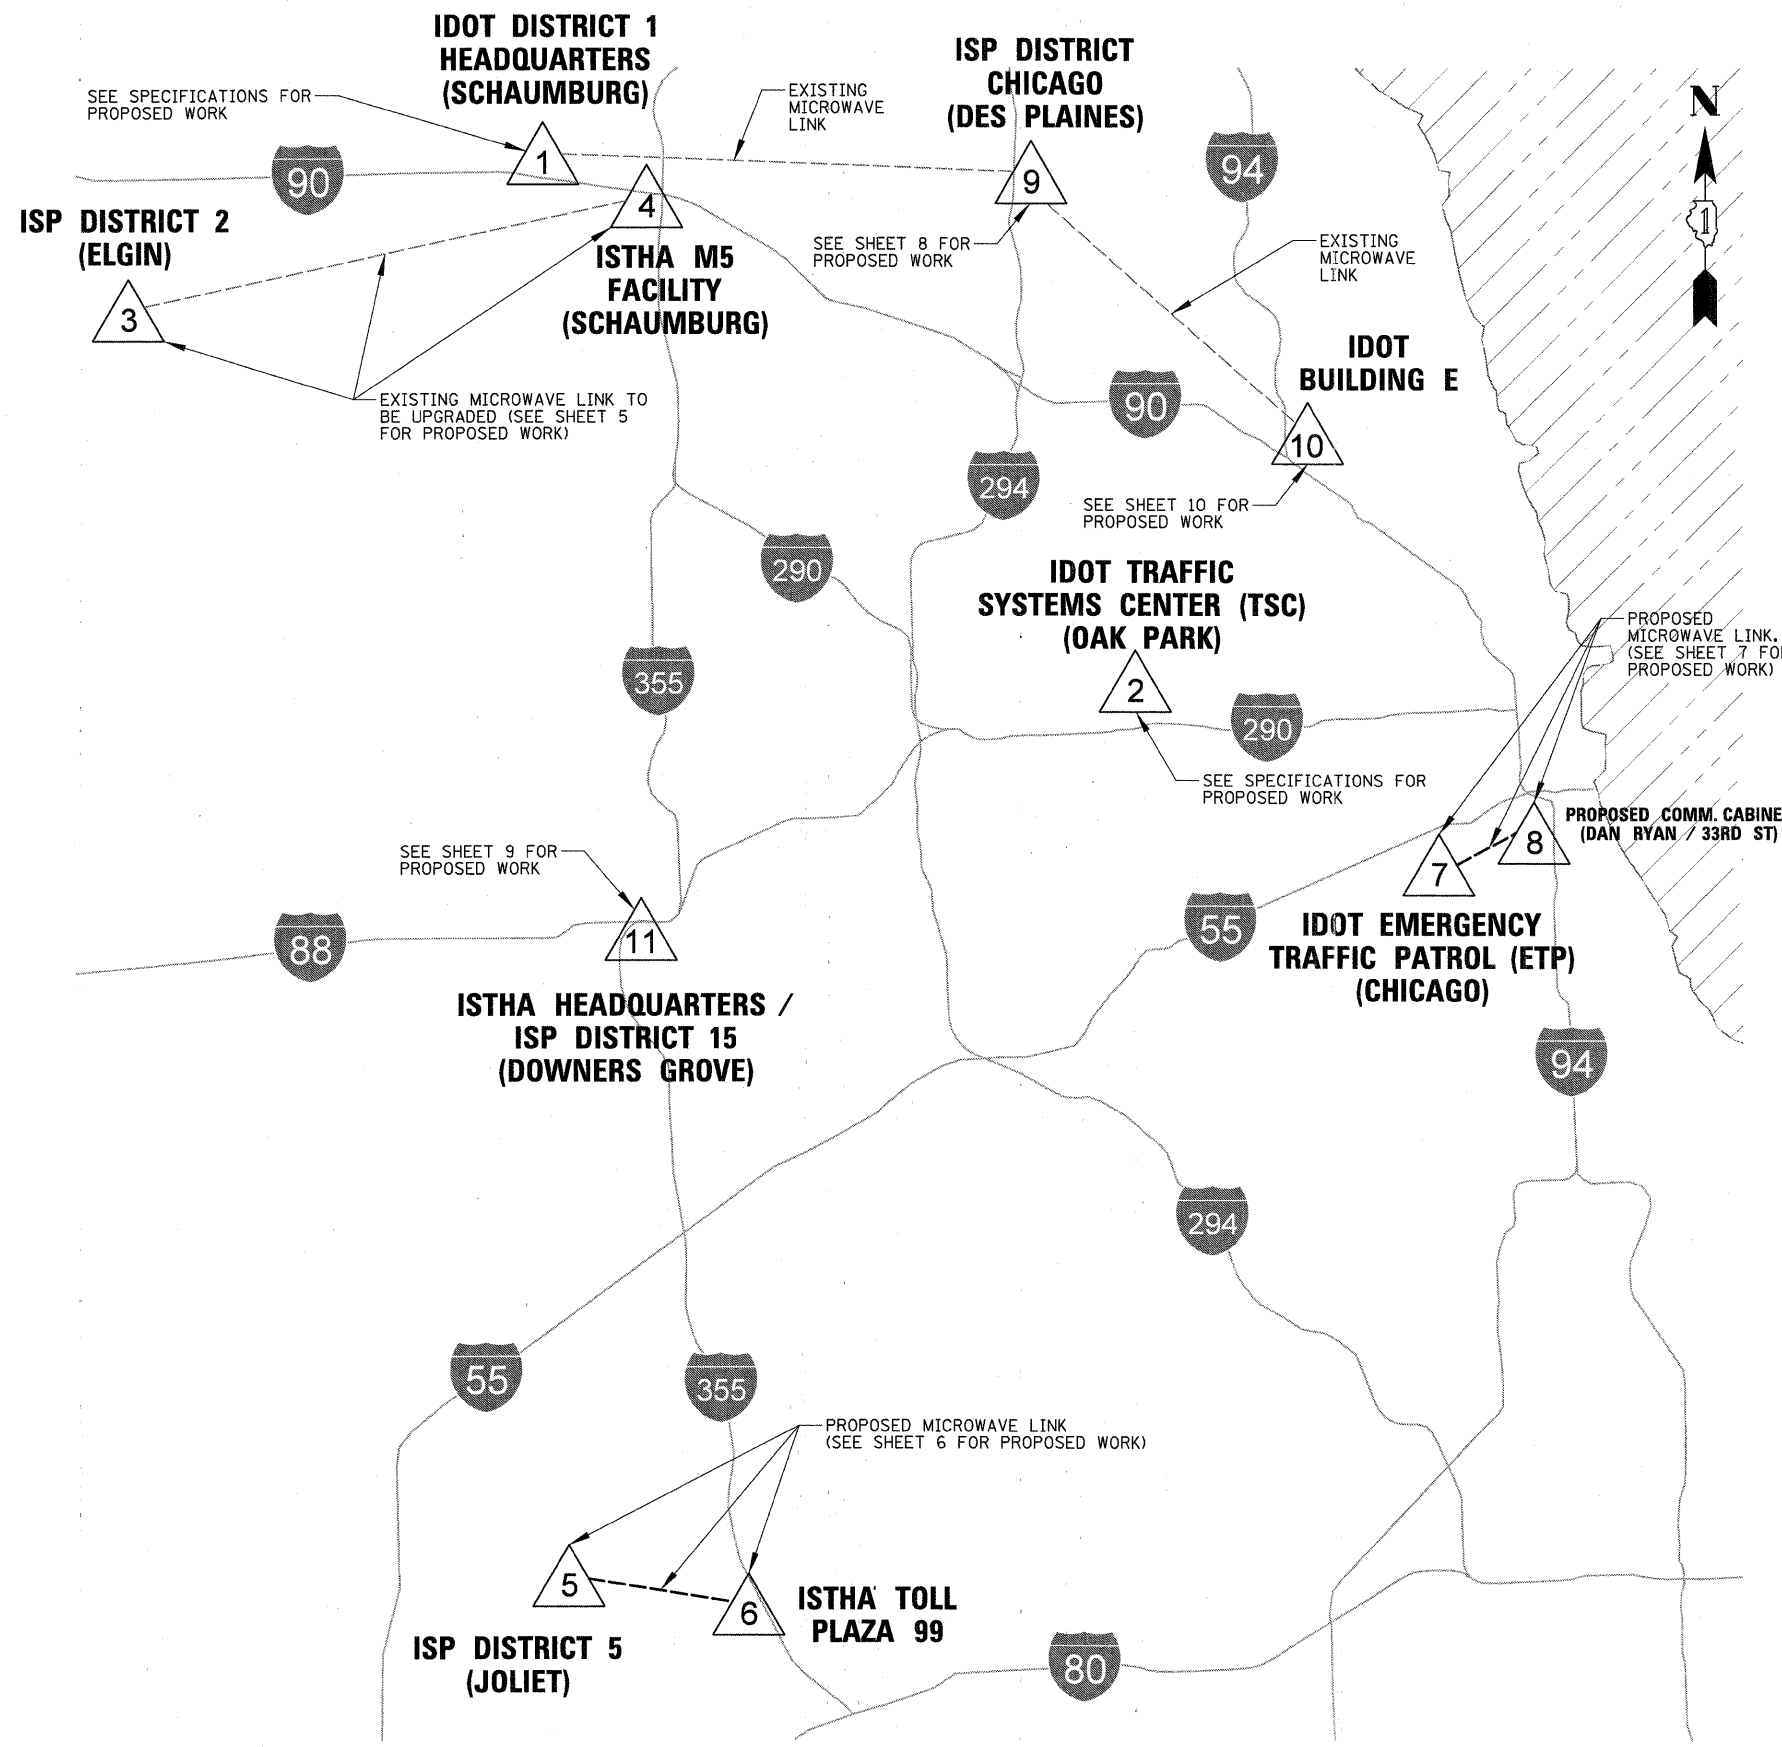 IDOT DISTRICT 1
HEADQUARTERS
(SCHAUMBURG)
ISP DISTRICT
CHICAGO
(DES PLAINES)
SEE SPECIFICATIONS FOR
PROPOSED WORK
EXISTING
MICROWAVE
LINK
N
1
1
90
4
9
94
ISP DISTRICT 2
(ELGIN)
3
ISTHA M5
FACILITY
(SCHAUMBURG)
SEE SHEET 8 FOR
PROPOSED WORK
EXISTING
MICROWAVE
LINK
IDOT
BUILDING E
EXISTING MICROWAVE LINK TO
BE UPGRADED (SEE SHEET 5
FOR PROPOSED WORK)
90
10
294
SEE SHEET 10 FOR
PROPOSED WORK
290
IDOT TRAFFIC
SYSTEMS CENTER (TSC)
(OAK PARK)
2
PROPOSED
MICROWAVE LINK.
(SEE SHEET 7 FO
PROPOSED WORK)
355
290
SEE SPECIFICATIONS FOR
PROPOSED WORK
PROPOSED COMM. CABINE
(DAN RYAN / 33RD ST)
8
7
SEE SHEET 9 FOR
PROPOSED WORK
88
11
55
IDOT EMERGENCY
TRAFFIC PATROL (ETP)
(CHICAGO)
ISTHA HEADQUARTERS /
ISP DISTRICT 15
(DOWNERS GROVE)
94
294
55
355
PROPOSED MICROWAVE LINK
(SEE SHEET 6 FOR PROPOSED WORK)
5
6
ISTHA TOLL
PLAZA 99
ISP DISTRICT 5
(JOLIET)
80